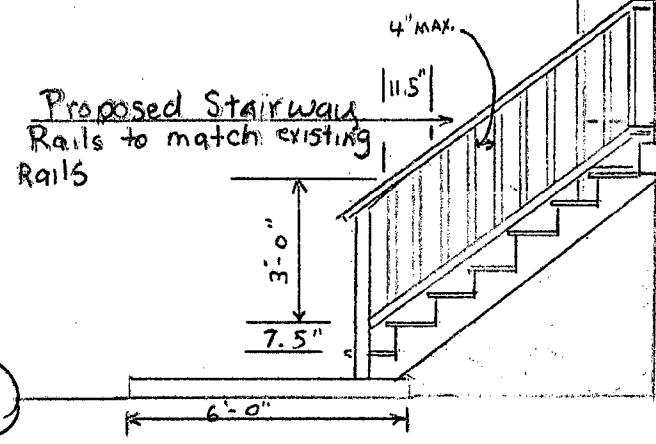 4" MAX.
11.5"
Proposed Stairway
Rails to match existing
Rails
3'-0"
7.5"
6'-0"